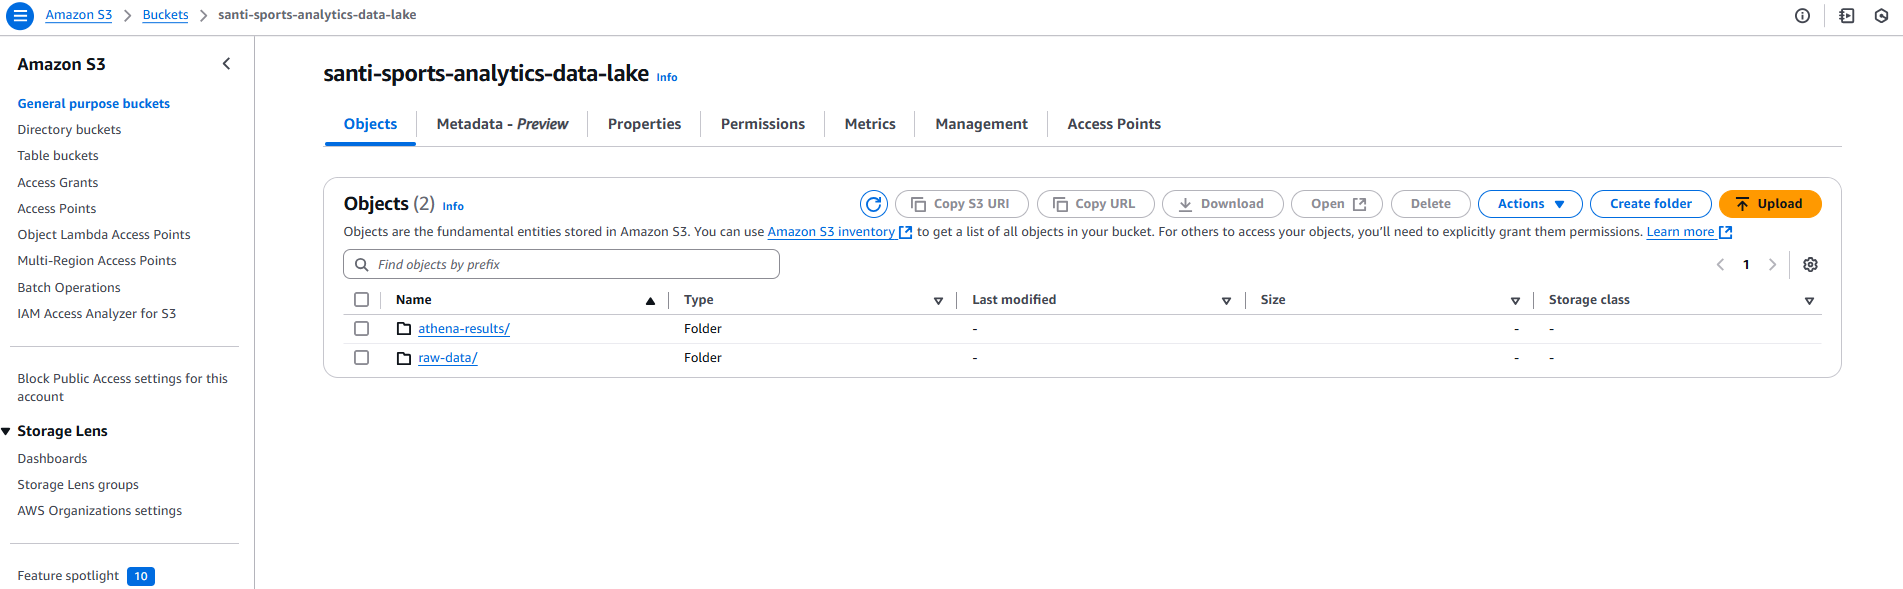 Amazon S3 > Buckets > santi-sports-analytics-data-lake
Amazon S3
General purpose buckets
Directory buckets
Table buckets
Access Grants
Access Points
Object Lambda Access Points
Multi-Region Access Points
Batch Operations
IAM Access Analyzer for S3
Block Public Access settings for this
account
Storage Lens
Dashboards
Storage Lens groups
AWS Organizations settings
Feature spotlight 10
santi-sports-analytics-data-lake Info
Objects Metadata - Preview Properties Permissions Metrics Management Access Points
Objects (2) Info Copy S3 URI Copy URL Download Open Delete Actions Create folder Upload
Objects are the fundamental entities stored in Amazon S3. You can use Amazon S3 inventory to get a list of all objects in your bucket. For others to access your objects, you'll need to explicitly grant them permissions. Learn more
Find objects by prefix 1
Name Type Last modified Size Storage class
athena-results/ Folder - - -
raw-data/ Folder - - -